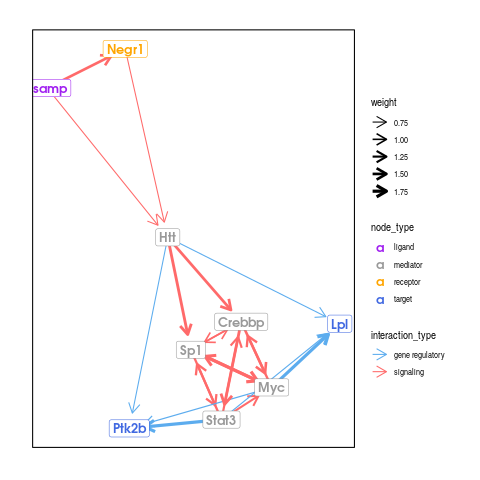 Negr1
samp
Htt
Lpl
Crebbp
Sp1
Myc
Stat3
Ptk2b
weight
0.75
1.00
1.25
1.50
1.75
node_type
a ligand
a mediator
a receptor
a target
interaction_type
gene regulatory
signaling